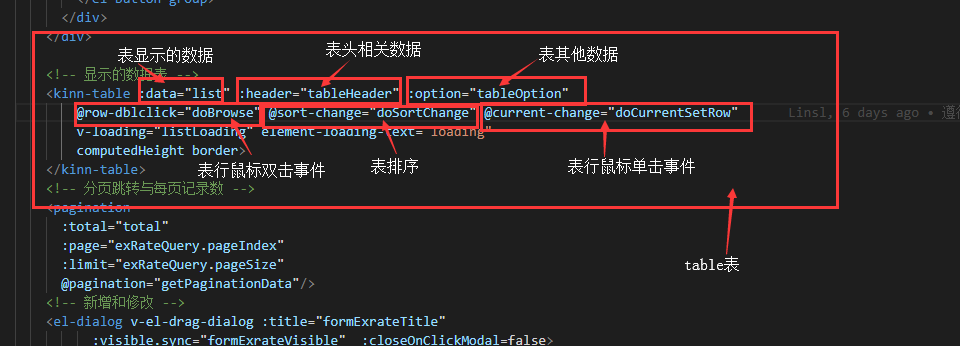 </el-button-group>
</div>
</div>
表显示的数据
表头相关数据
表其他数据
<!-- 显示的数据表 -->
<kinn-table :data="list" :header="tableHeader" :option="tableOption"
@row-dblclick="doBrowse" @sort-change="doSortChange" @current-change="doCurrentSetRow"
Linsl, 6 days ago •
v-loading="listLoading" element-loading-text="loading"
computedHeight border>
表行鼠标双击事件
表排序
表行鼠标单击事件
</kinn-table>
<!-- 分页跳转与每页记录数 -->
<pagination
:total="total"
:page="exRateQuery.pageIndex"
:limit="exRateQuery.pageSize"
table表
@pagination="getPaginationData"/>
<!-- 新增和修改 -->
<el-dialog v-el-drag-dialog :title="formExrateTitle"
:visible.sync="formExrateVisible" :closeOnClickModal=false>